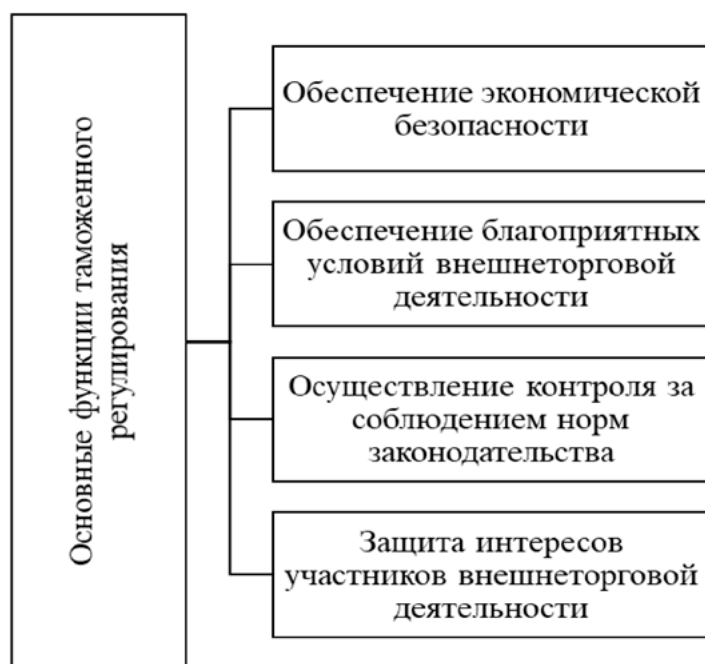 Основные функции таможенного
регулирования
Обеспечение экономической
безопасности
Обеспечение благоприятных
условий внешнеторговой
деятельности
Осуществление контроля за
соблюдением норм
законодательства
Защита интересов
участников внешнеторговой
деятельности